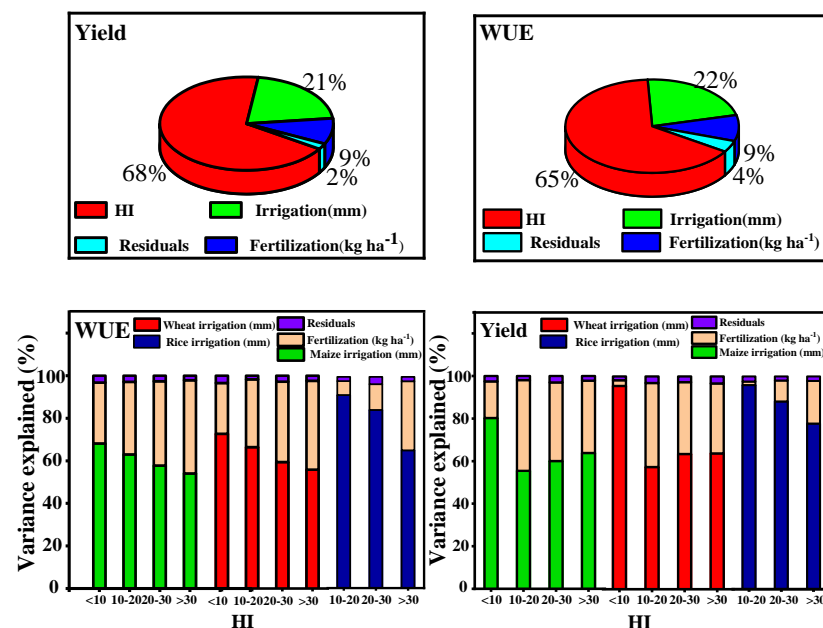 Yield
21%
9%
2%
68%
HI
Irrigation(mm)
Residuals
Fertilization(kg ha⁻¹)
WUE
22%
9%
4%
65%
HI
Irrigation(mm)
Residuals
Fertilization(kg ha⁻¹)
WUE
Wheat irrigation (mm)
Rice irrigation (mm)
Residuals
Fertilization (kg ha⁻¹)
Maize irrigation (mm)
Variance explained (%)
100
80
60
40
20
0
<10 10-20 20-30 >30 <10 10-20 20-30 >30 10-20 20-30 >30
HI
Yield
Wheat irrigation (mm)
Rice irrigation (mm)
Residuals
Fertilization (kg ha⁻¹)
Maize irrigation (mm)
Variance explained (%)
100
80
60
40
20
0
<10 10-20 20-30 >30 <10 10-20 20-30 >30 10-20 20-30 >30
HI